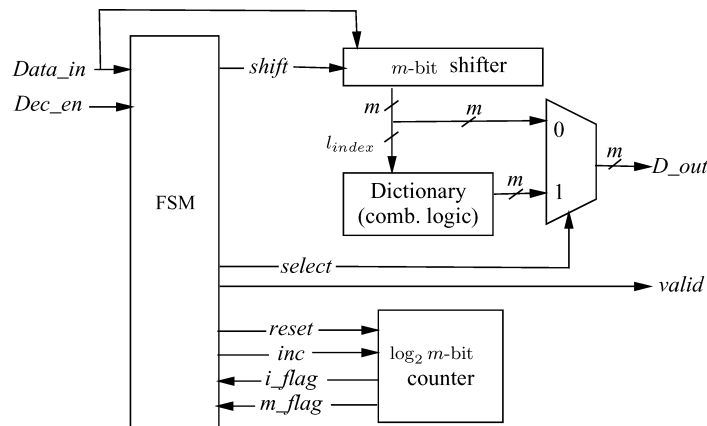 Data_in
shift
m-bit shifter
Dec_en
m
m
0
l_index
m
D_out
FSM
Dictionary
(comb. logic)
m
1
select
valid
reset
log2 m-bit
inc
counter
i_flag
m_flag